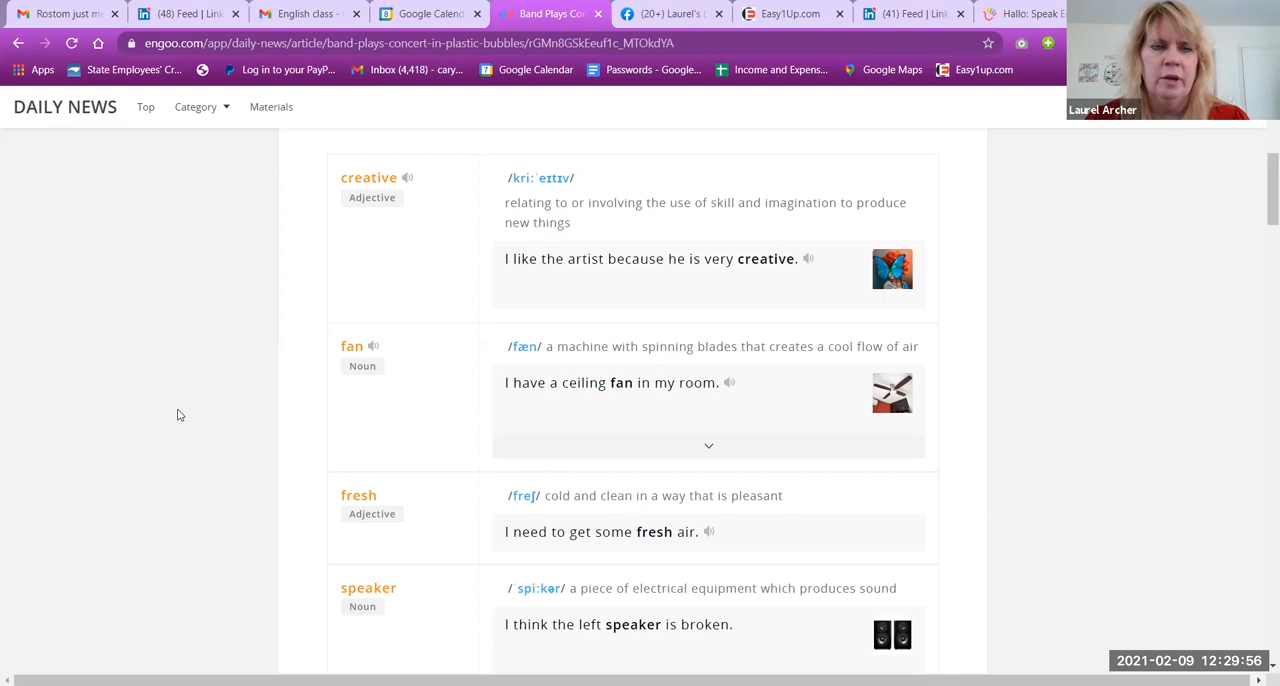 Rostom just m
(48) Feed | Link
English class -
Google Calend
Band Plays Con
(20+) Laurel's L
Easy1Up.com
(41) Feed | Link
Hallo: Speak E
engoo.com/app/daily-news/article/band-plays-concert-in-plastic-bubbles/rGMn8GSkEeuf1c_MTOkdYA
Apps
State Employees' Cr...
Log in to your PayP...
Inbox (4,418) - cary...
Google Calendar
Passwords - Google...
Income and Expens...
Google Maps
Easy1up.com
Laurel Archer
DAILY NEWS Top Category Materials
creative /kriːˈeɪtɪv/
Adjective
relating to or involving the use of skill and imagination to produce
new things
I like the artist because he is very creative.
fan /fæn/ a machine with spinning blades that creates a cool flow of air
Noun
I have a ceiling fan in my room.
fresh /freʃ/ cold and clean in a way that is pleasant
Adjective
I need to get some fresh air.
speaker /ˈspiːkər/ a piece of electrical equipment which produces sound
Noun
I think the left speaker is broken.
2021-02-09 12:29:56